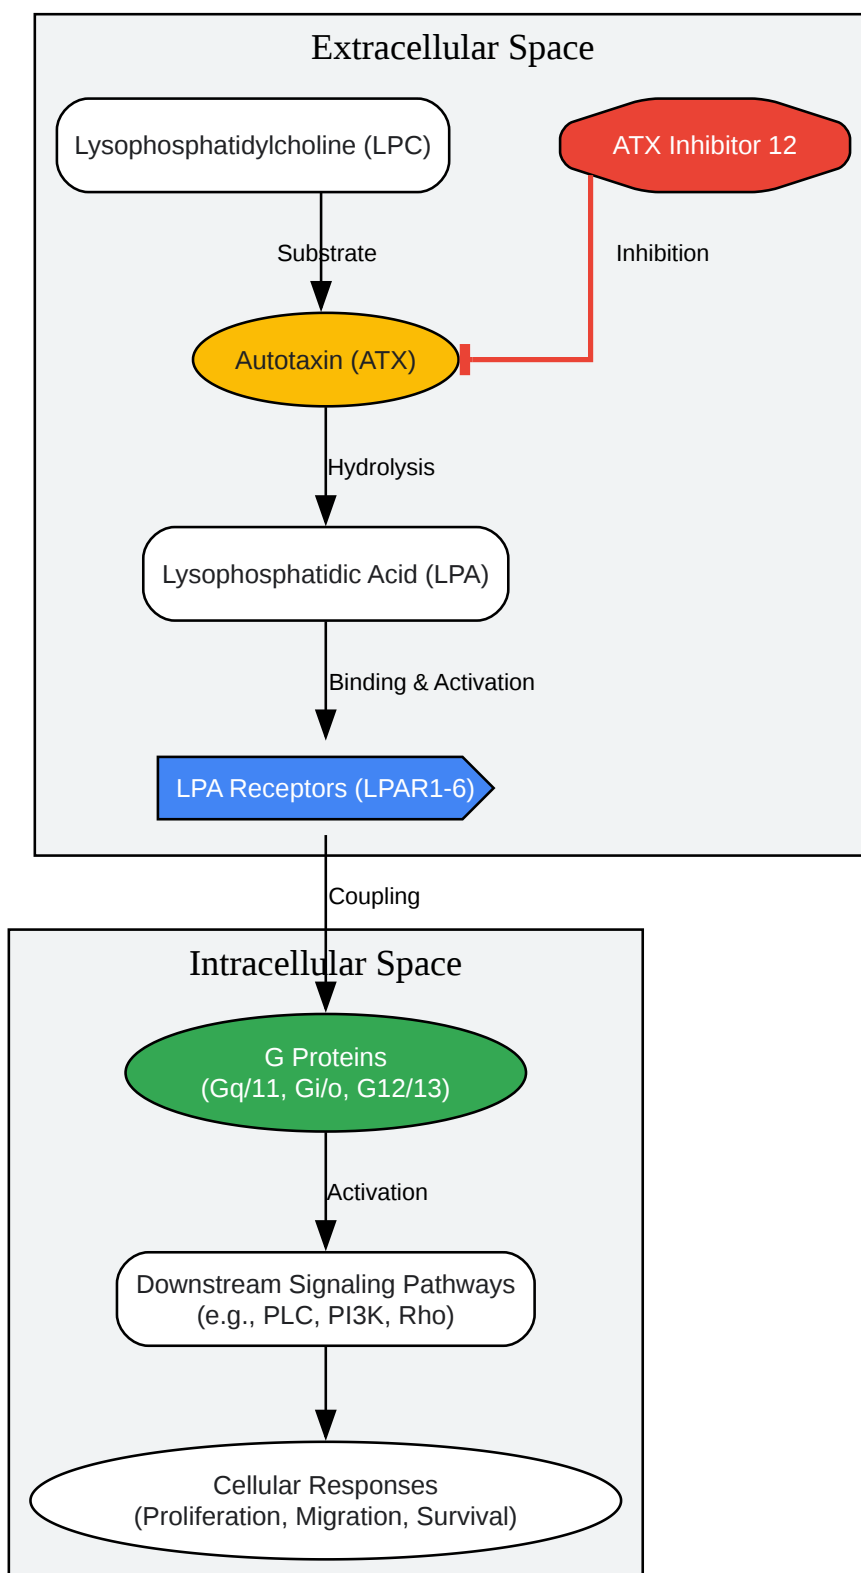 Extracellular Space
Lysophosphatidylcholine (LPC)
ATX Inhibitor 12
Substrate
Inhibition
Autotaxin (ATX)
Hydrolysis
Lysophosphatidic Acid (LPA)
Binding & Activation
LPA Receptors (LPAR1-6)
Coupling
Intracellular Space
G Proteins
(Gq/11, Gi/o, G12/13)
Activation
Downstream Signaling Pathways
(e.g., PLC, PI3K, Rho)
Cellular Responses
(Proliferation, Migration, Survival)